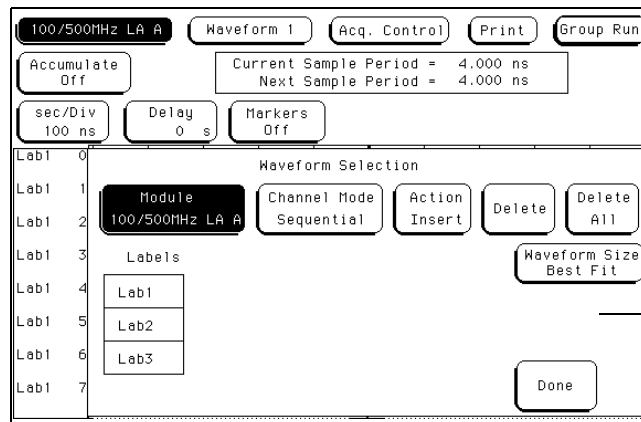 100/500MHz LA A Waveform 1 Acq. Control Print Group Run
Accumulate
Off
Current Sample Period = 4.000 ns
Next Sample Period = 4.000 ns
sec/Div
100 ns
Delay
0 s
Markers
Off
Lab1 0
Lab1 1
Lab1 2
Lab1 3
Lab1 4
Lab1 5
Lab1 6
Lab1 7
Waveform Selection
Module
100/500MHz LA A
Channel Mode
Sequential
Action
Insert
Delete
Delete
All
Labels
Lab1
Lab2
Lab3
Waveform Size
Best Fit
Done